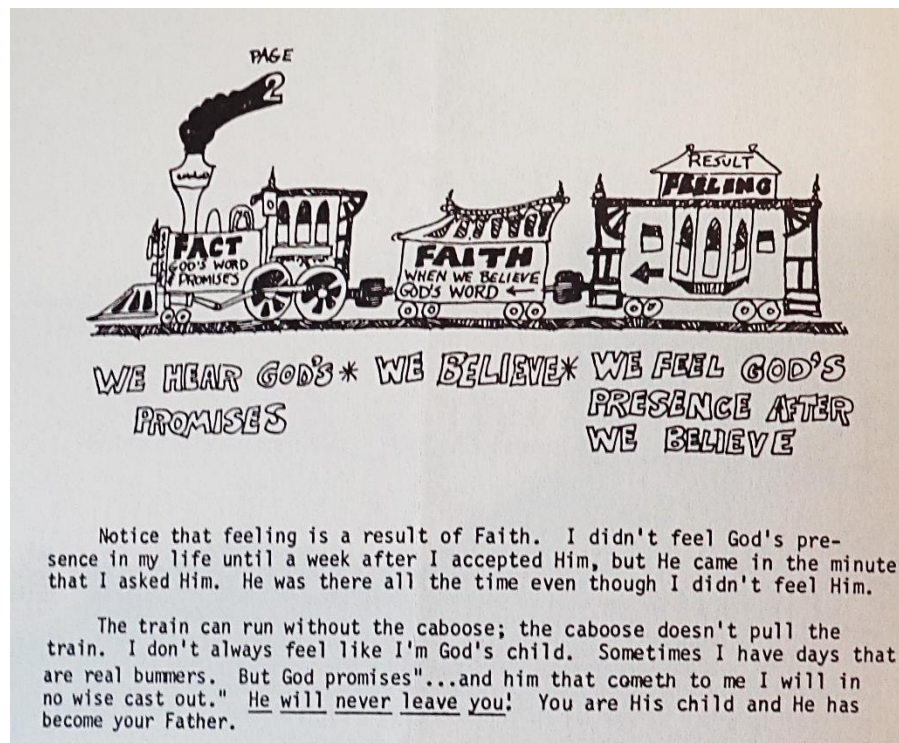 PAGE
2
RESULT
FEELING
FACT
GOD'S WORD
PROMISES
FAITH
WHEN WE BELIEVE
GOD'S WORD
WE HEAR GOD'S* WE BELIEVE* WE FEEL GOD'S
PROMISES PRESENCE AFTER
WE BELIEVE
Notice that feeling is a result of Faith. I didn't feel God's pre-
sence in my life until a week after I accepted Him, but He came in the minute
that I asked Him. He was there all the time even though I didn't feel Him.
The train can run without the caboose; the caboose doesn't pull the
train. I don't always feel like I'm God's child. Sometimes I have days that
are real bummers. But God promises"...and him that cometh to me I will in
no wise cast out." He will never leave you! You are His child and He has
become your Father.